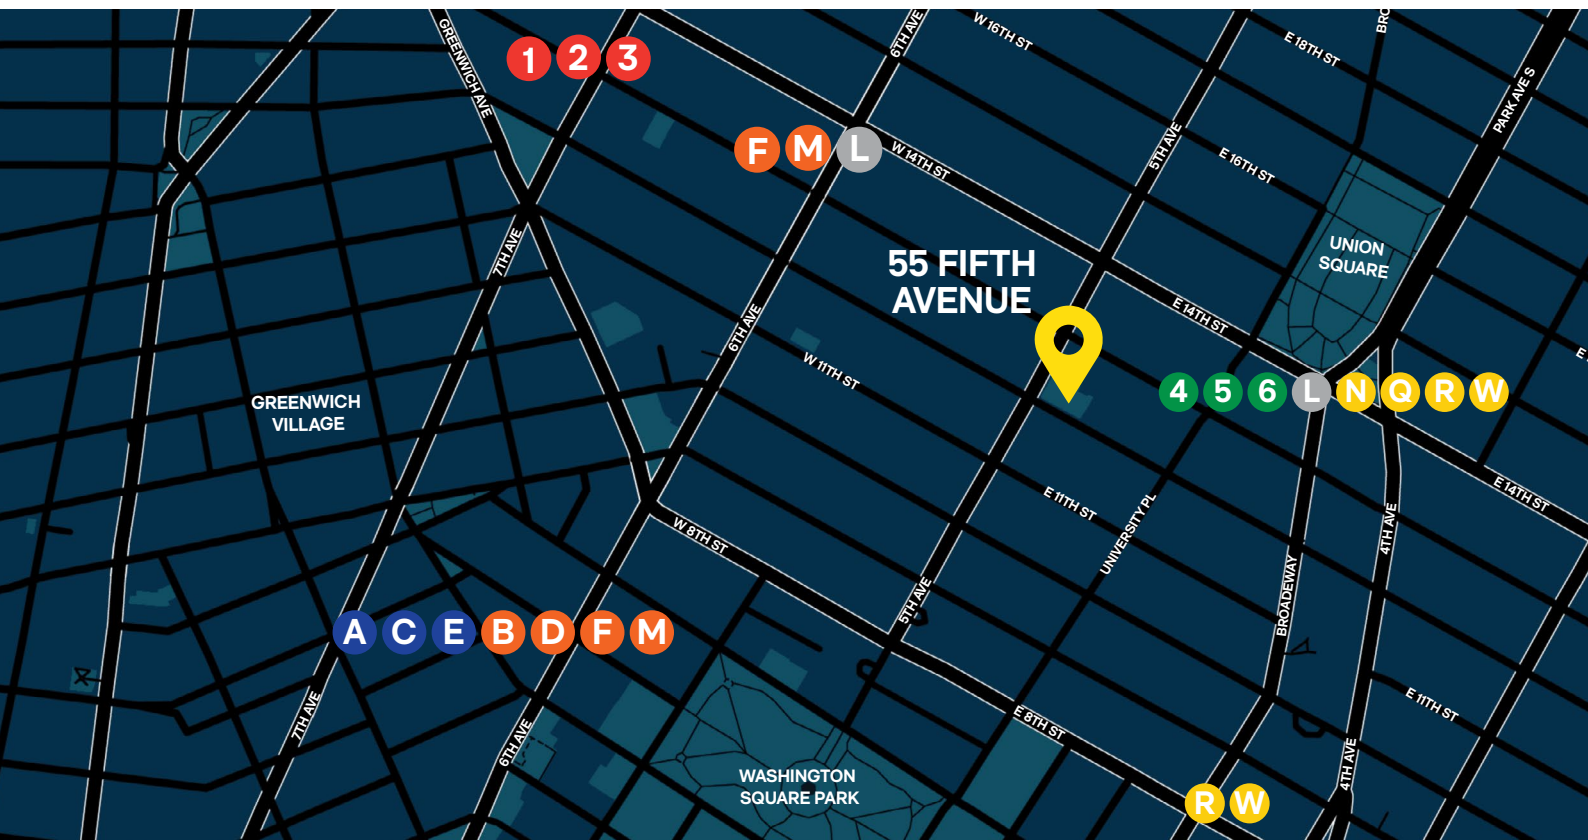 GREENWICH AVE
1 2 3
6TH AVE
W 16TH ST
E 18TH ST
BRO
PARK AVE S
F M L
W 14TH ST
5TH AVE
E 16TH ST
7TH AVE
55 FIFTH
AVENUE
UNION
SQUARE
E 14TH ST
6TH AVE
W 11TH ST
E
4 5 6 L N Q R W
GREENWICH
VILLAGE
E 11TH ST
UNIVERSITY PL
E 14TH ST
4TH AVE
W 8TH ST
BROADEWAY
5TH AVE
A C E B D F M
7TH AVE
6TH AVE
E 8TH ST
E 11TH ST
4TH AVE
WASHINGTON
SQUARE PARK
R W